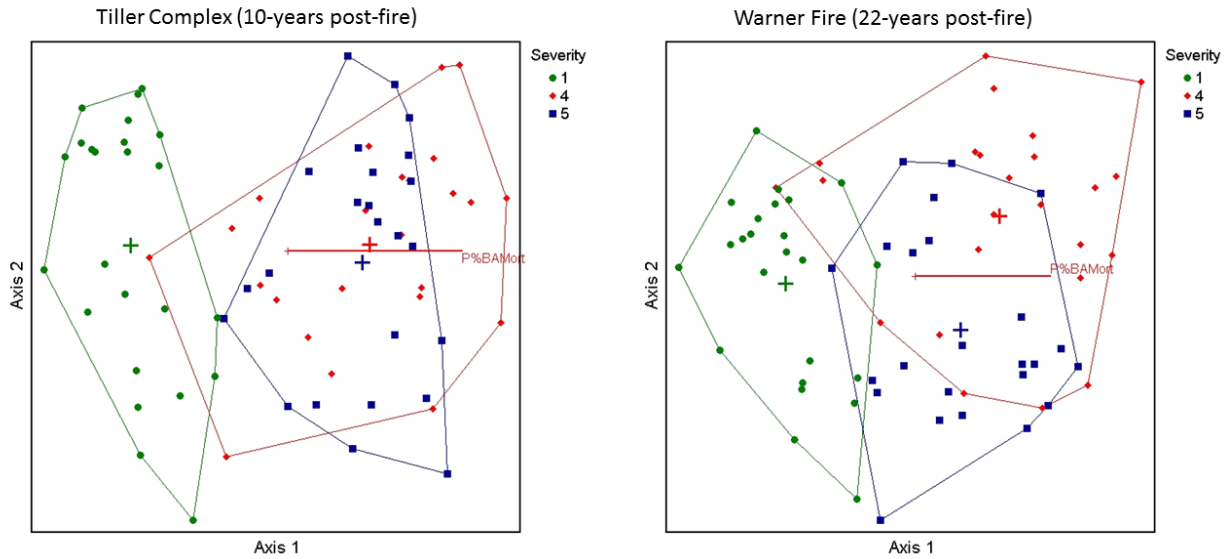 Tiller Complex (10-years post-fire)
Severity
1
4
5
P%BAMort
Axis 2
Axis 1
Warner Fire (22-years post-fire)
Severity
1
4
5
P%BAMort
Axis 2
Axis 1